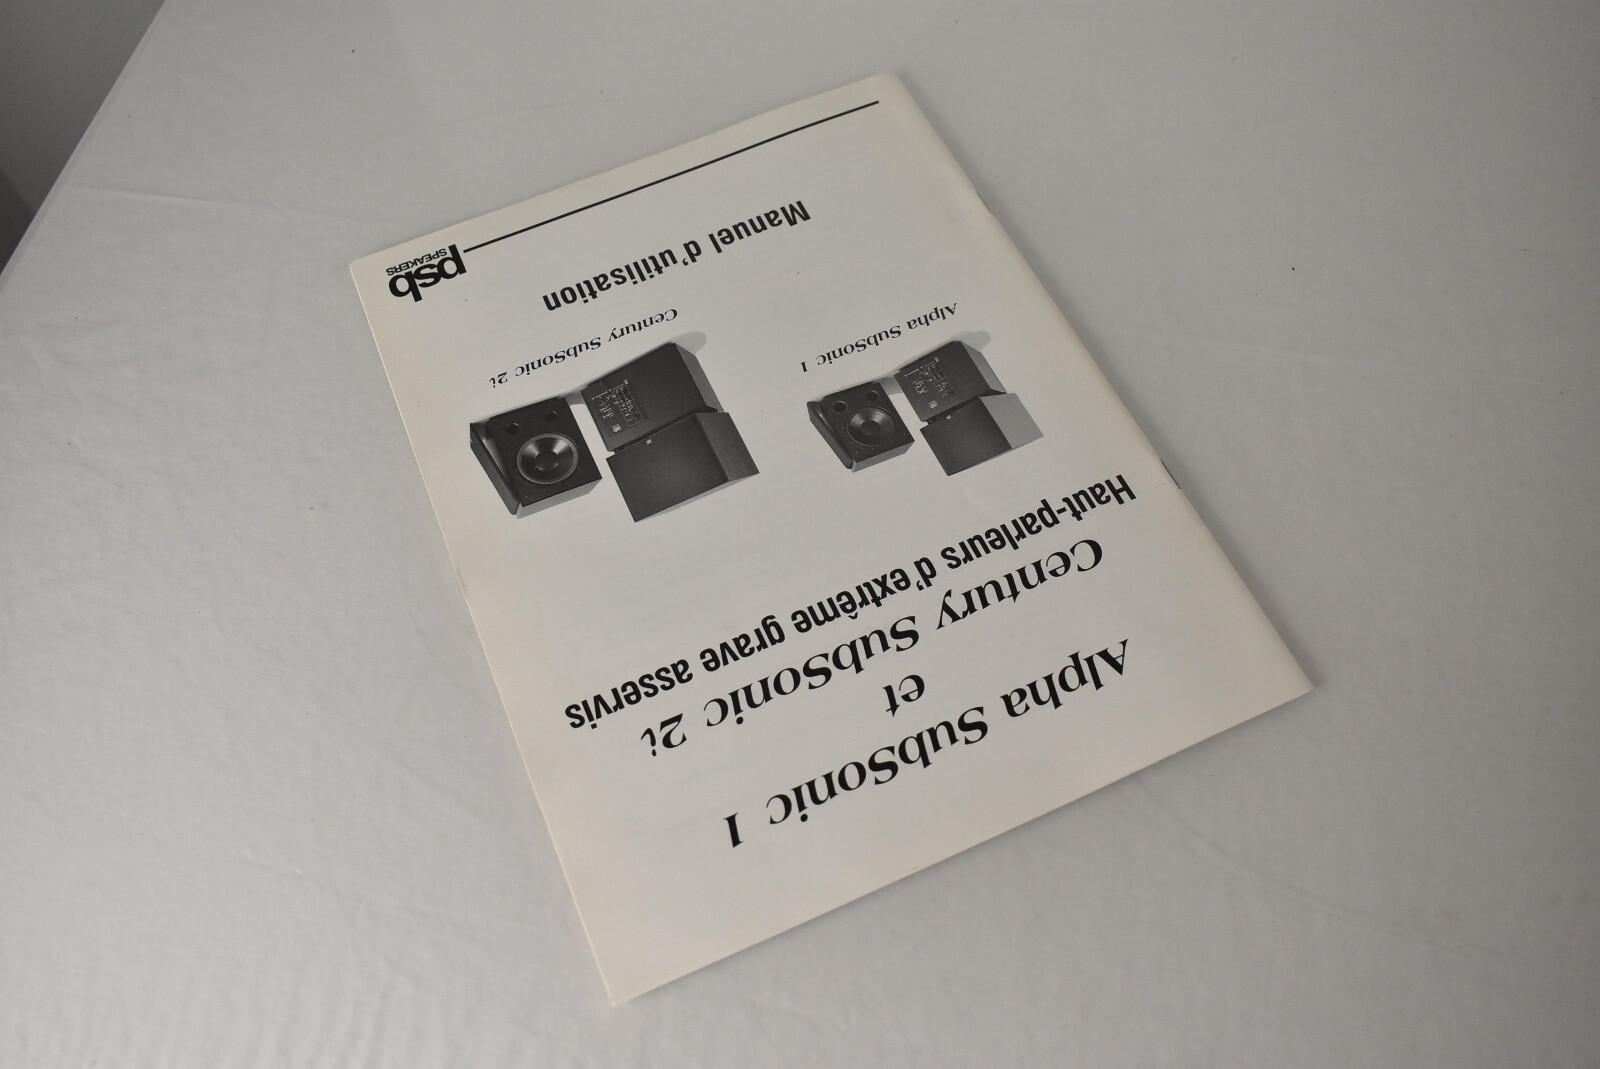 Alpha SubSonic 1
et
Century SubSonic 2i
Haut-parleurs d'extrême grave asservis
Alpha SubSonic 1
Century SubSonic 2i
Manuel d'utilisation
psb
SPEAKERS